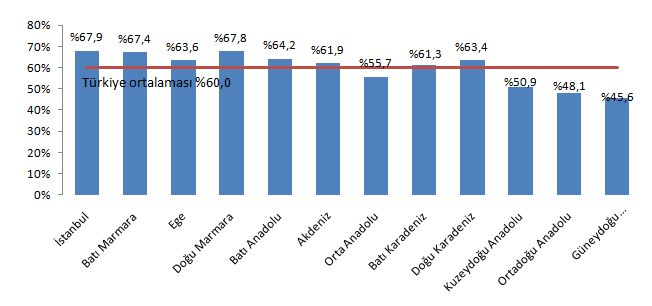 80%
70%
60%
50%
40%
30%
20%
10%
0%
%67,9
%67,4
%63,6
%67,8
%64,2
%61,9
%55,7
%61,3
%63,4
%50,9
%48,1
%45,6
Türkiye ortalaması %60,0
İstanbul
Batı Marmara
Ege
Doğu Marmara
Batı Anadolu
Akdeniz
Orta Anadolu
Batı Karadeniz
Doğu Karadeniz
Kuzeydoğu Anadolu
Ortadoğu Anadolu
Güneydoğu...